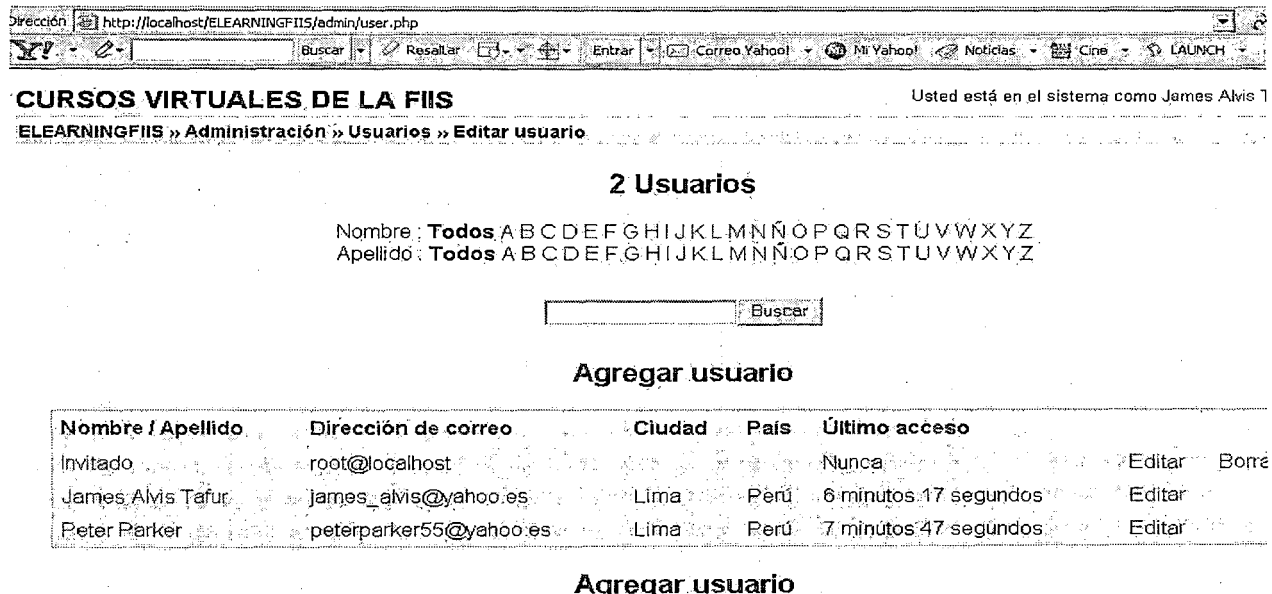 Dirección http://localhost/ELEARNINGFIIS/admin/user.php
Y! Buscar Resaltar Entrar Correo Yahoo! Mi Yahoo! Noticias Cine LAUNCH
CURSOS VIRTUALES DE LA FIIS Usted está en el sistema como James Alvis T
ELEARNINGFIIS » Administración » Usuarios » Editar usuario
2 Usuarios
Nombre : Todos A B C D E F G H I J K L M N Ñ O P Q R S T U V W X Y Z
Apellido : Todos A B C D E F G H I J K L M N Ñ O P Q R S T U V W X Y Z
Buscar
Agregar usuario
Nombre / Apellido Dirección de correo Ciudad País Último acceso
Invitado root@localhost Nunca Editar Borra
James Alvis Tafur james_alvis@yahoo.es Lima Perú 6 minutos 17 segundos Editar
Peter Parker peterparker55@yahoo.es Lima Perú 7 minutos 47 segundos Editar
Agregar usuario